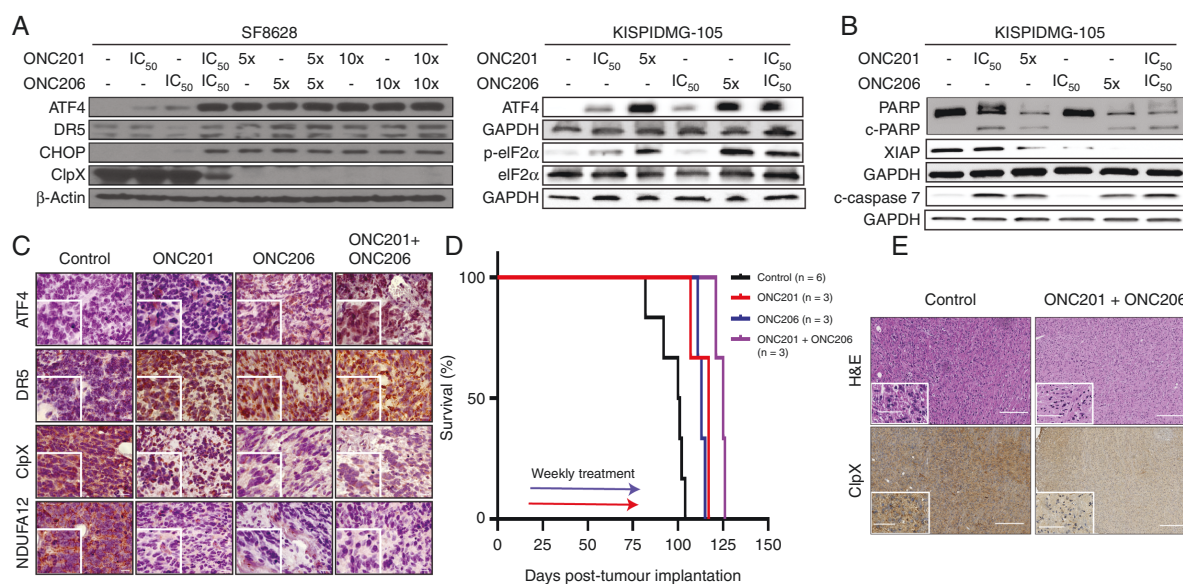 A
SF8628
ONC201 - IC50 - IC50 5x - 5x 10x - 10x
ONC206 - - IC50 IC50 - 5x 5x - 10x 10x
ATF4
DR5
CHOP
ClpX
β-Actin
KISPIDMG-105
ONC201 - IC50 5x - - IC50
ONC206 - - - IC50 5x IC50
ATF4
GAPDH
p-eIF2α
eIF2α
GAPDH
B
KISPIDMG-105
ONC201 - IC50 5x - - IC50
ONC206 - - - IC50 5x IC50
PARP
c-PARP
XIAP
GAPDH
c-caspase 7
GAPDH
C
Control ONC201 ONC206 ONC201+
ONC206
ATF4
DR5
ClpX
NDUFA12
D
Survival (%)
100
50
0
Control (n = 6)
ONC201 (n = 3)
ONC206 (n = 3)
ONC201 + ONC206
(n = 3)
Weekly treatment
0 25 50 75 100 125 150
Days post-tumour implantation
E
Control ONC201 + ONC206
H&E
ClpX